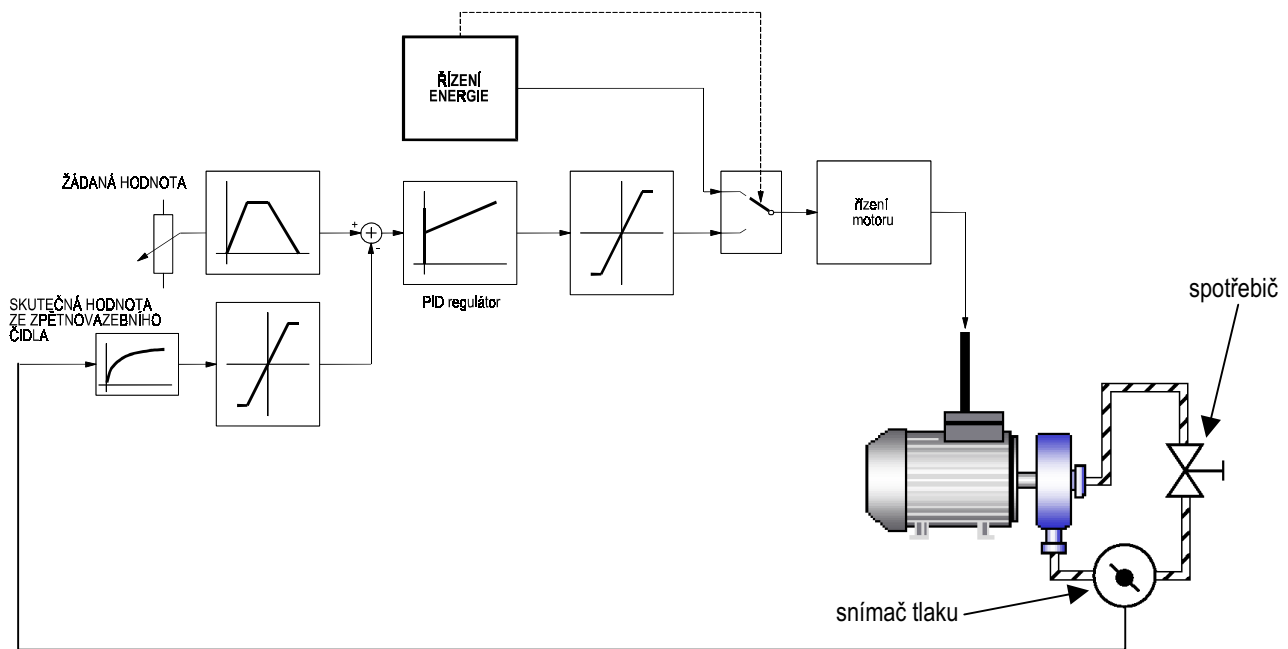 ŘÍZENÍ
ENERGIE
ŽÁDANÁ HODNOTA
+
-
řízení
motoru
PID regulátor
SKUTEČNÁ HODNOTA
ZE ZPĚTNOVAZEBNÍHO
ČIDLA
spotřebič
snímač tlaku